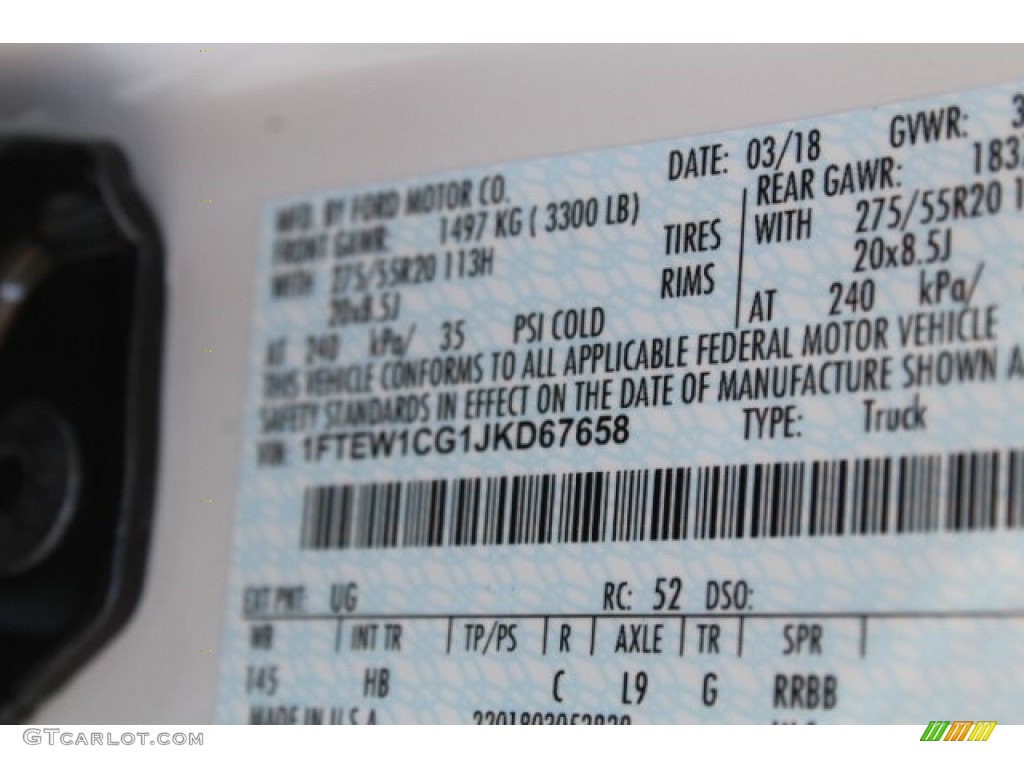 MFD. BY FORD MOTOR CO.
DATE: 03/18
GVWR: 3
FRONT GAWR: 1497 KG ( 3300 LB)
REAR GAWR: 183
WITH 275/55R20 113H
TIRES
WITH 275/55R20 1
20x8.5J
RIMS
20x8.5J
AT 240 kPa/ 35 PSI COLD
AT 240 kPa/
THIS VEHICLE CONFORMS TO ALL APPLICABLE FEDERAL MOTOR VEHICLE
SAFETY STANDARDS IN EFFECT ON THE DATE OF MANUFACTURE SHOWN A
VIN: 1FTEW1CG1JKD67658
TYPE: Truck
EXT PNT: UG RC: 52 DSO:
WB INT TR TP/PS R AXLE TR SPR
145 HB C L9 G RRBB
MADE IN U.S.A.
GTcarlot.com